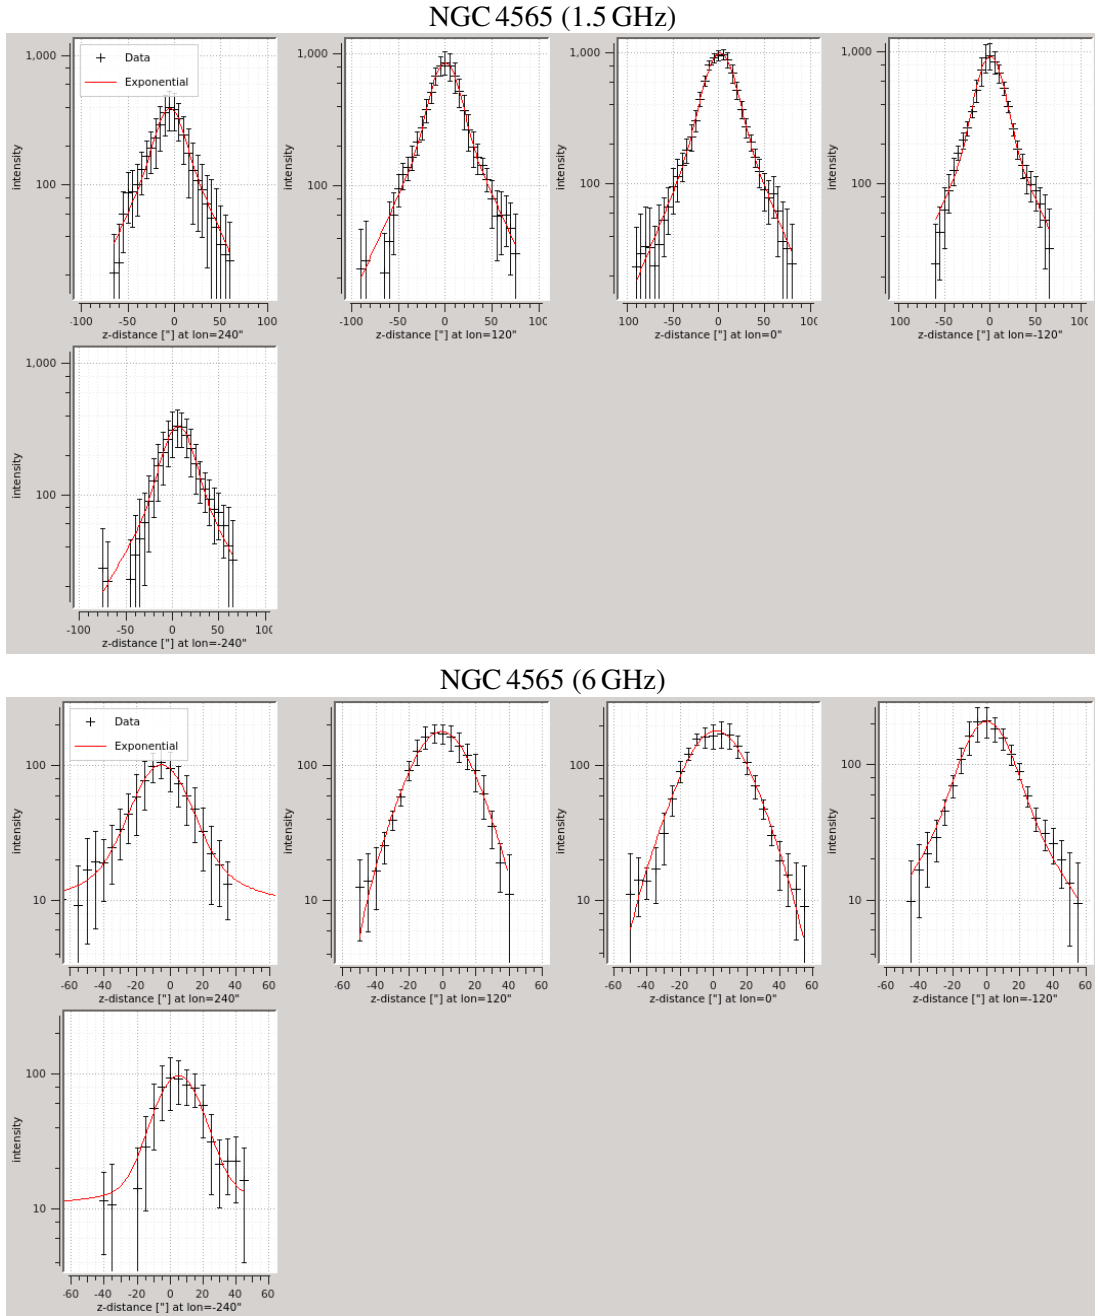 NGC 4565 (1.5 GHz)
1,000
100
intensity
Data
Exponential
-100 -50 0 50 100
z-distance ["] at lon=240"
1,000
100
intensity
-100 -50 0 50 10
z-distance ["] at lon=120"
1,000
100
intensity
100 -50 0 50 10
z-distance ["] at lon=0"
1,000
100
intensity
100 -50 0 50 100
z-distance ["] at lon=-120"
1,000
100
intensity
-100 -50 0 50 10
z-distance ["] at lon=-240"
NGC 4565 (6 GHz)
100
10
intensity
Data
Exponential
-60 -40 -20 0 20 40 60
z-distance ["] at lon=240"
100
10
intensity
-60 -40 -20 0 20 40 60
z-distance ["] at lon=120"
100
10
intensity
-60 -40 -20 0 20 40 60
z-distance ["] at lon=0"
100
10
intensity
-60 -40 -20 0 20 40 60
z-distance ["] at lon=-120"
100
10
intensity
-60 -40 -20 0 20 40 60
z-distance ["] at lon=-240"